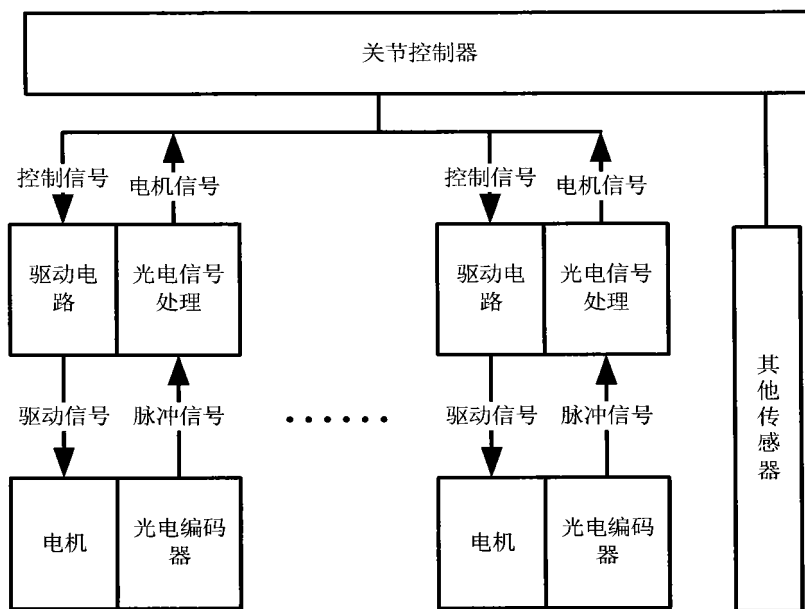 关节控制器
控制信号
电机信号
控制信号
电机信号
驱动电
路
光电信号
处理
驱动电
路
光电信号
处理
其他传感器
驱动信号
脉冲信号
......
驱动信号
脉冲信号
电机
光电编码
器
电机
光电编码
器